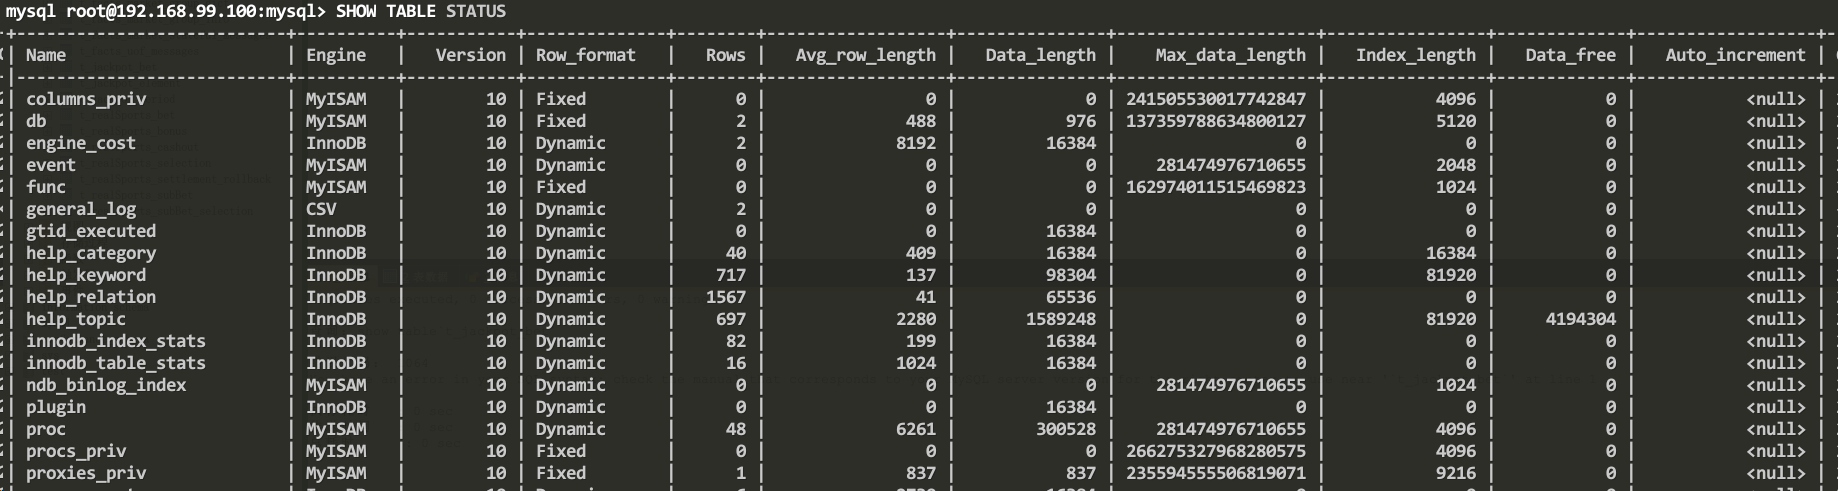 mysql root@192.168.99.100:mysql> SHOW TABLE STATUS
Name | Engine | Version | Row_format | Rows | Avg_row_length | Data_length | Max_data_length | Index_length | Data_free | Auto_increment |
columns_priv | MyISAM | 10 | Fixed | 0 | 0 | 0 | 241505530017742847 | 4096 | 0 | <null> |
db | MyISAM | 10 | Fixed | 2 | 488 | 976 | 137359788634800127 | 5120 | 0 | <null> |
engine_cost | InnoDB | 10 | Dynamic | 2 | 8192 | 16384 | 0 | 0 | 0 | <null> |
event | MyISAM | 10 | Dynamic | 0 | 0 | 0 | 281474976710655 | 2048 | 0 | <null> |
func | MyISAM | 10 | Fixed | 0 | 0 | 0 | 162974011515469823 | 1024 | 0 | <null> |
general_log | CSV | 10 | Dynamic | 2 | 0 | 0 | 0 | 0 | 0 | <null> |
gtid_executed | InnoDB | 10 | Dynamic | 0 | 0 | 16384 | 0 | 0 | 0 | <null> |
help_category | InnoDB | 10 | Dynamic | 40 | 409 | 16384 | 0 | 16384 | 0 | <null> |
help_keyword | InnoDB | 10 | Dynamic | 717 | 137 | 98304 | 0 | 81920 | 0 | <null> |
help_relation | InnoDB | 10 | Dynamic | 1567 | 41 | 65536 | 0 | 0 | 0 | <null> |
help_topic | InnoDB | 10 | Dynamic | 697 | 2280 | 1589248 | 0 | 81920 | 4194304 | <null> |
innodb_index_stats | InnoDB | 10 | Dynamic | 82 | 199 | 16384 | 0 | 0 | 0 | <null> |
innodb_table_stats | InnoDB | 10 | Dynamic | 16 | 1024 | 16384 | 0 | 0 | 0 | <null> |
ndb_binlog_index | MyISAM | 10 | Dynamic | 0 | 0 | 0 | 281474976710655 | 1024 | 0 | <null> |
plugin | InnoDB | 10 | Dynamic | 0 | 0 | 16384 | 0 | 0 | 0 | <null> |
proc | MyISAM | 10 | Dynamic | 48 | 6261 | 300528 | 281474976710655 | 4096 | 0 | <null> |
procs_priv | MyISAM | 10 | Fixed | 0 | 0 | 0 | 266275327968280575 | 4096 | 0 | <null> |
proxies_priv | MyISAM | 10 | Fixed | 1 | 837 | 837 | 235594555506819071 | 9216 | 0 | <null> |